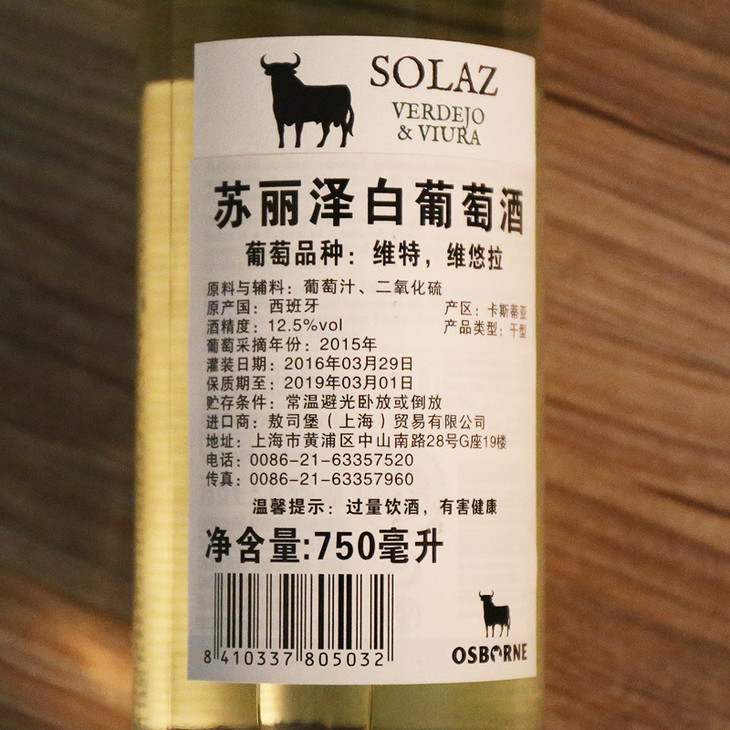 SOLAZ
VERDEJO
& VIURA
苏丽泽白葡萄酒
葡萄品种：维特，维悠拉
原料与辅料：葡萄汁、二氧化硫
原产国：西班牙 产区：卡斯蒂亚
酒精度：12.5%vol 产品类型：干型
葡萄采摘年份：2015年
灌装日期：2016年03月29日
保质期至：2019年03月01日
贮存条件：常温避光卧放或倒放
进口商：敖司堡（上海）贸易有限公司
地址：上海市黄浦区中山南路28号G座19楼
电话：0086-21-63357520
传真：0086-21-63357960
温馨提示：过量饮酒，有害健康
净含量:750毫升
8 410337 805032
OSBORNE